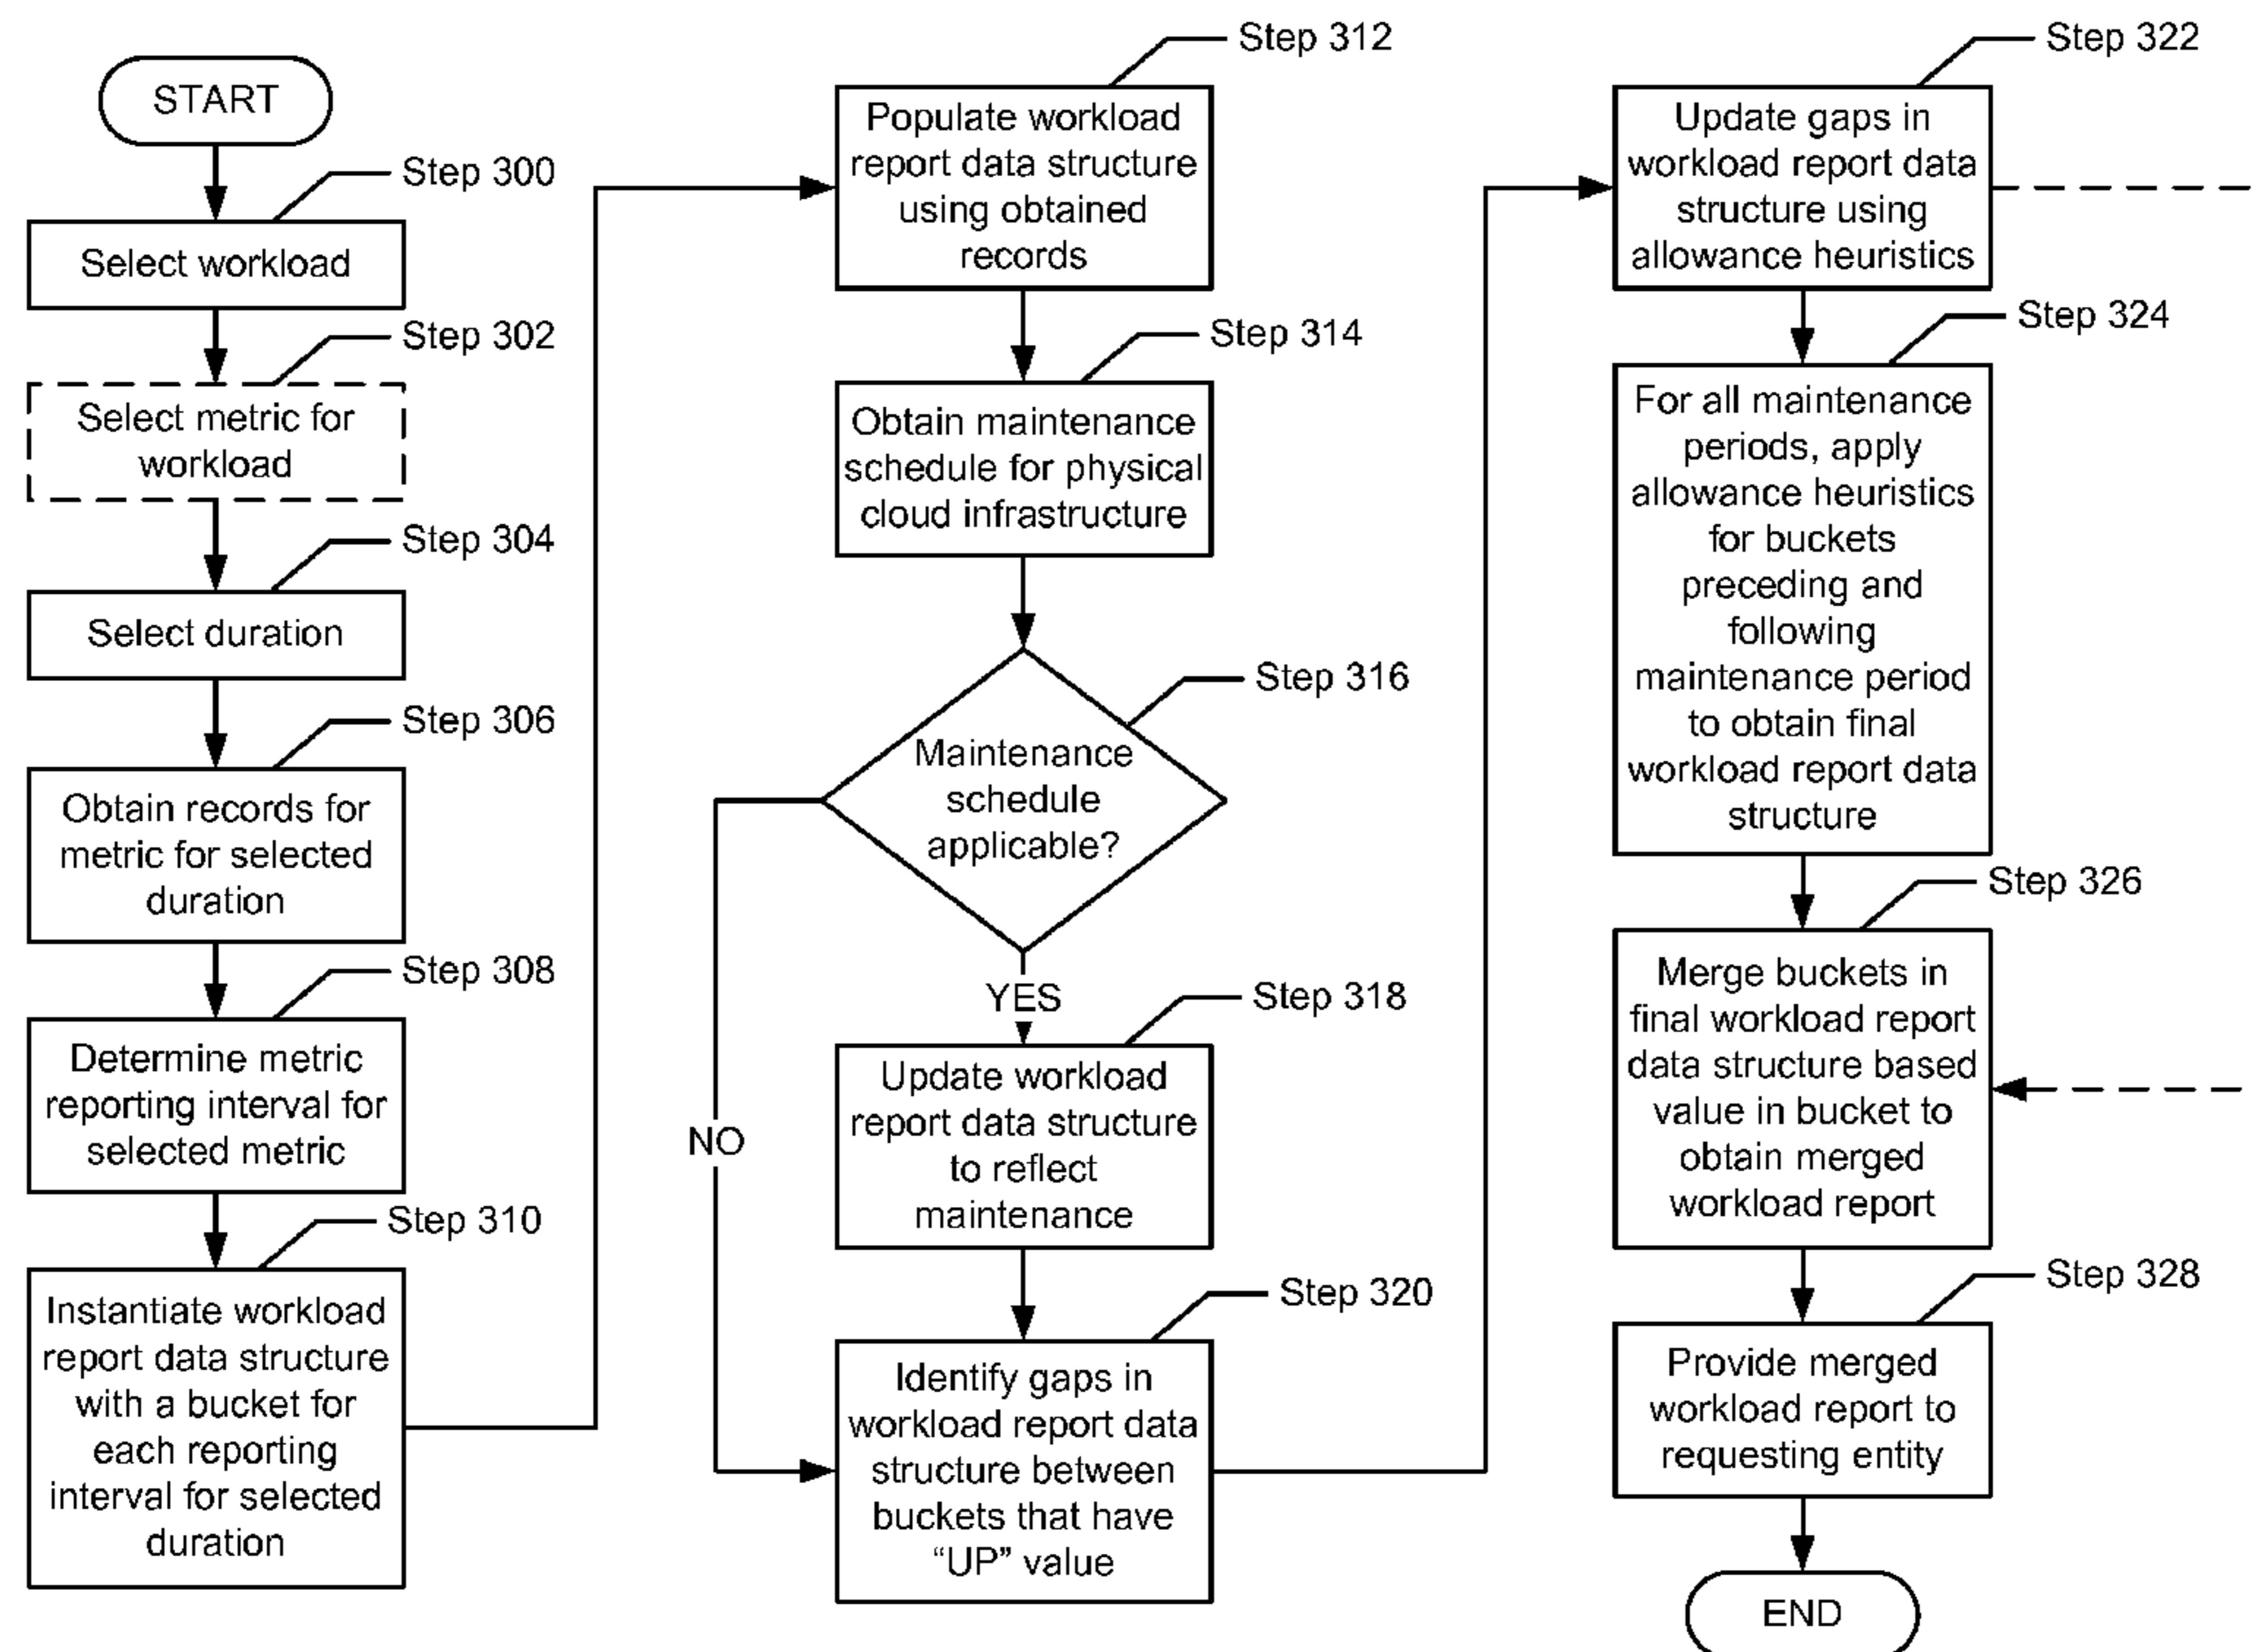 START
Step 300
Select workload
Step 302
Select metric for
workload
Step 304
Select duration
Step 306
Obtain records for
metric for selected
duration
Step 308
Determine metric
reporting interval for
selected metric
Step 310
Instantiate workload
report data structure
with a bucket for
each reporting
interval for selected
duration
Step 312
Populate workload
report data structure
using obtained
records
Step 314
Obtain maintenance
schedule for physical
cloud infrastructure
Step 316
Maintenance
schedule
applicable?
NO
YES
Step 318
Update workload
report data structure
to reflect
maintenance
Step 320
Identify gaps in
workload report data
structure between
buckets that have
“UP” value
Step 322
Update gaps in
workload report data
structure using
allowance heuristics
Step 324
For all maintenance
periods, apply
allowance heuristics
for buckets
preceding and
following
maintenance period
to obtain final
workload report data
structure
Step 326
Merge buckets in
final workload report
data structure based
value in bucket to
obtain merged
workload report
Step 328
Provide merged
workload report to
requesting entity
END